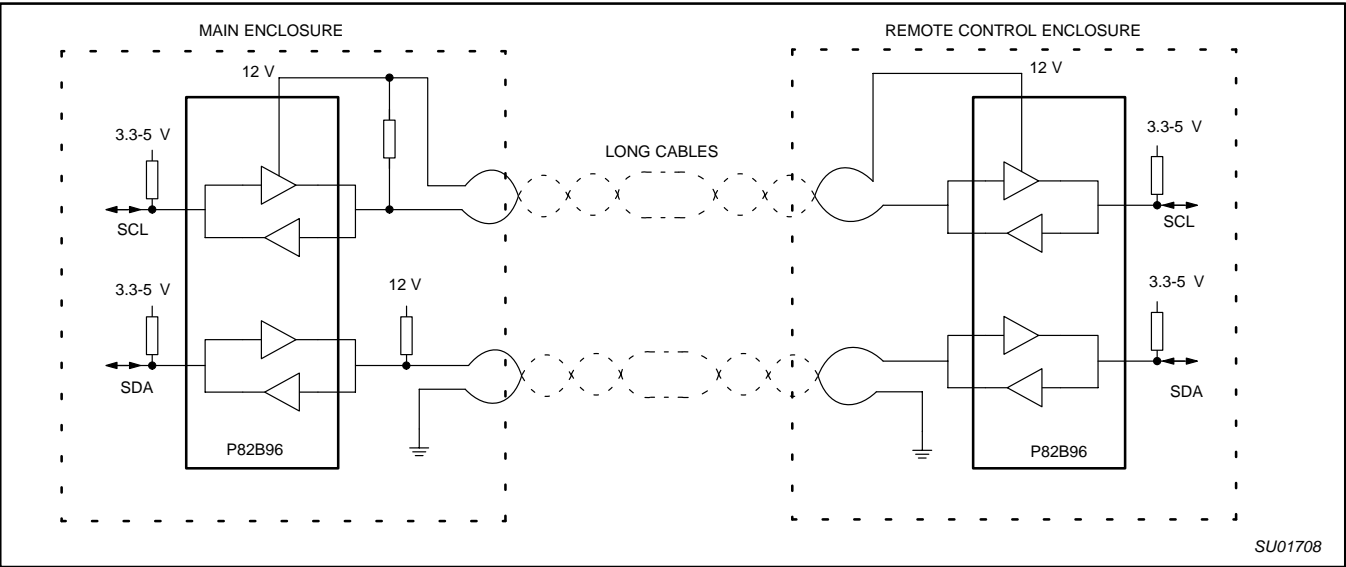 MAIN ENCLOSURE
REMOTE CONTROL ENCLOSURE
12 V
12 V
3.3-5 V
3.3-5 V
LONG CABLES
SCL
SCL
3.3-5 V
12 V
3.3-5 V
SDA
SDA
P82B96
P82B96
SU01708